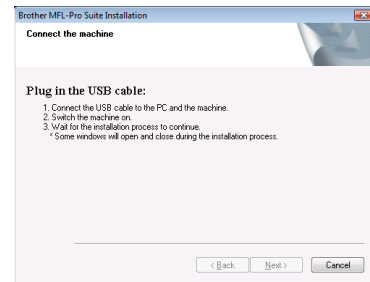 Brother MFL-Pro Suite Installation
Connect the machine
Plug in the USB cable:
1. Connect the USB cable to the PC and the machine.
2. Switch the machine on.
3. Wait for the installation process to continue.
* Some windows will open and close during the installation process.
< Back Next > Cancel